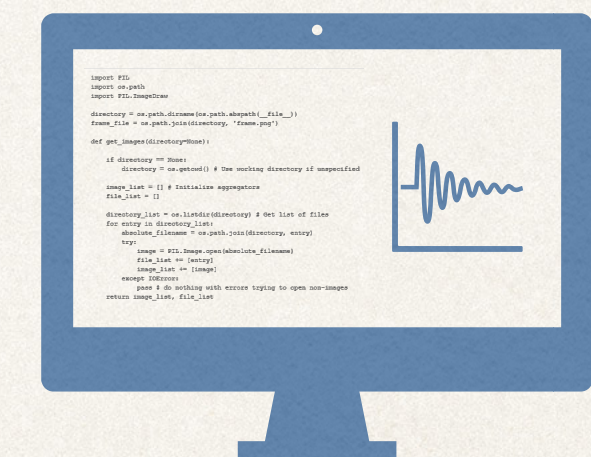 import PIL
import os.path
import PIL.ImageDraw
directory = os.path.dirname(os.path.abspath(__file__))
frame_file = os.path.join(directory, 'frame.png')
def get_images(directory=None):
if directory == None:
directory = os.getcwd() # Use working directory if unspecified
image_list = [] # Initialize aggregators
file_list = []
directory_list = os.listdir(directory) # Get list of files
for entry in directory_list:
absolute_filename = os.path.join(directory, entry)
try:
image = PIL.Image.open(absolute_filename)
file_list += [entry]
image_list += [image]
except IOError:
pass # do nothing with errors trying to open non-images
return image_list, file_list